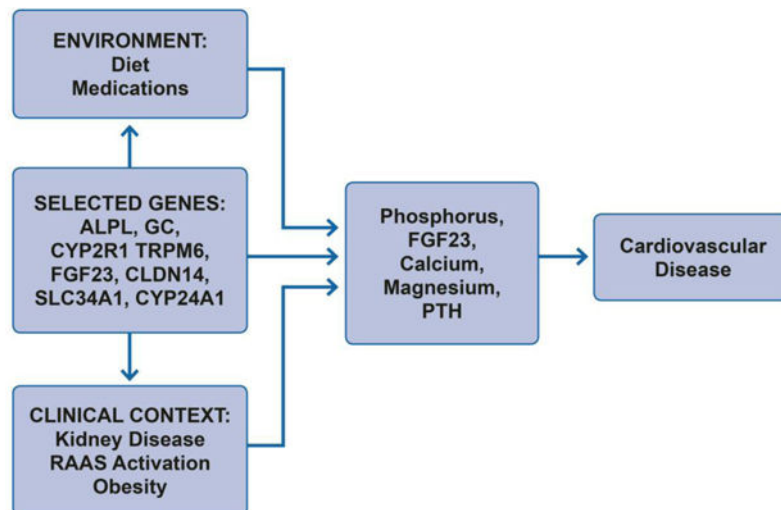 ENVIRONMENT:
Diet
Medications
SELECTED GENES:
ALPL, GC,
CYP2R1 TRPM6,
FGF23, CLDN14,
SLC34A1, CYP24A1
CLINICAL CONTEXT:
Kidney Disease
RAAS Activation
Obesity
Phosphorus,
FGF23,
Calcium,
Magnesium,
PTH
Cardiovascular
Disease